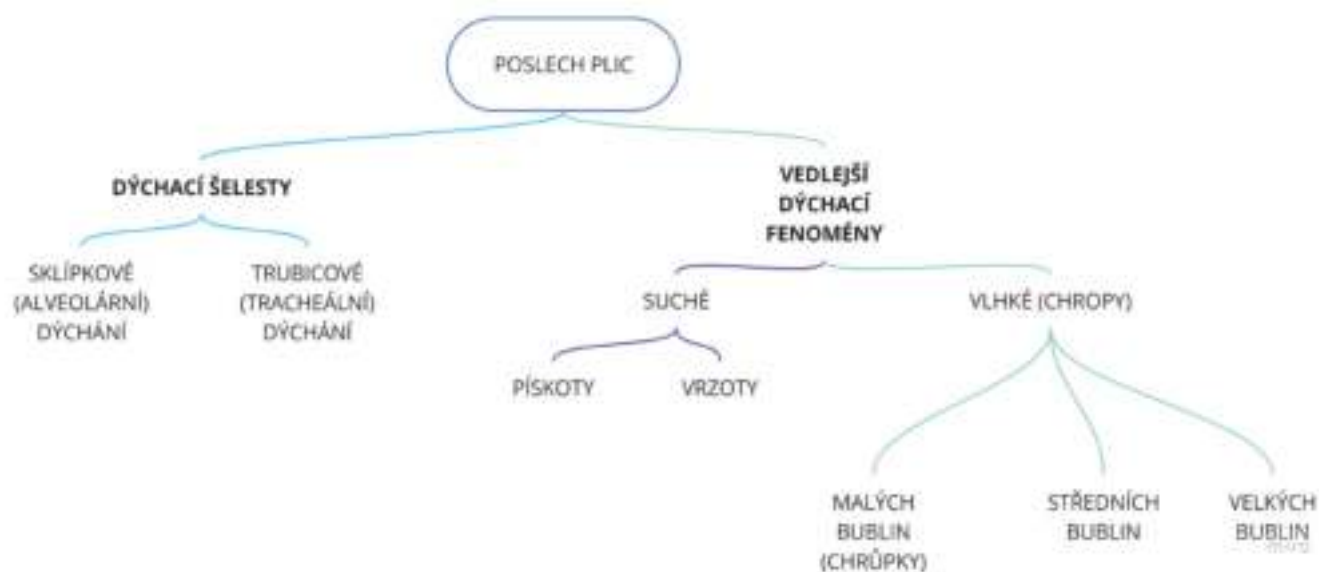 POSLECH PLIC
DÝCHACÍ ŠELESTY
VEDLEJŠÍ
DÝCHACÍ
FENOMÉNY
SKLÍPKOVÉ
(ALVEOLÁRNÍ)
DÝCHÁNÍ
TRUBICOVÉ
(TRACHEÁLNÍ)
DÝCHÁNÍ
SUCHÉ
VLHKÉ (CHROPY)
PÍSKOTY
VRZOTY
MALÝCH
BUBLIN
(CHRŮPKY)
STŘEDNÍCH
BUBLIN
VELKÝCH
BUBLIN
miro